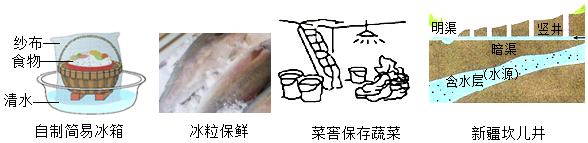 纱布
食物
清水
自制简易冰箱
冰粒保鲜
菜窖保存蔬菜
明渠
竖井
暗渠
含水层(水源)
新疆坎儿井